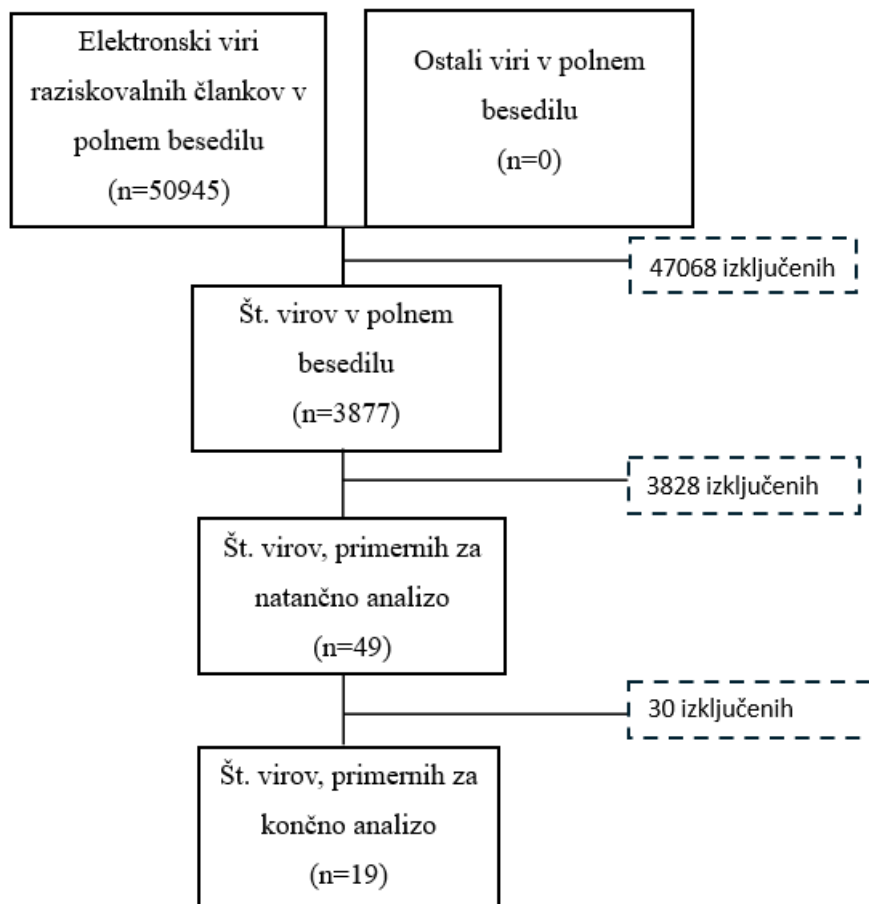 Elektronski viri
raziskovalnih člankov v
polnem besedilu
(n=50945)
Ostali viri v polnem
besedilu
(n=0)
47068 izključenih
Št. virov v polnem
besedilu
(n=3877)
3828 izključenih
Št. virov, primernih za
natančno analizo
(n=49)
30 izključenih
Št. virov, primernih za
končno analizo
(n=19)